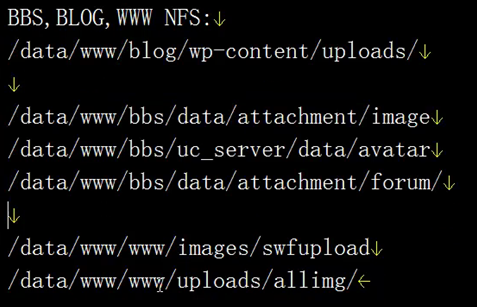 BBS,BLOG,WWW NFS:↓
/data/www/blog/wp-content/uploads/↓
↓
/data/www/bbs/data/attachment/image↓
/data/www/bbs/uc_server/data/avatar↓
/data/www/bbs/data/attachment/forum/↓
↓
/data/www/www/images/swfupload↓
/data/www/www/uploads/allimg/←